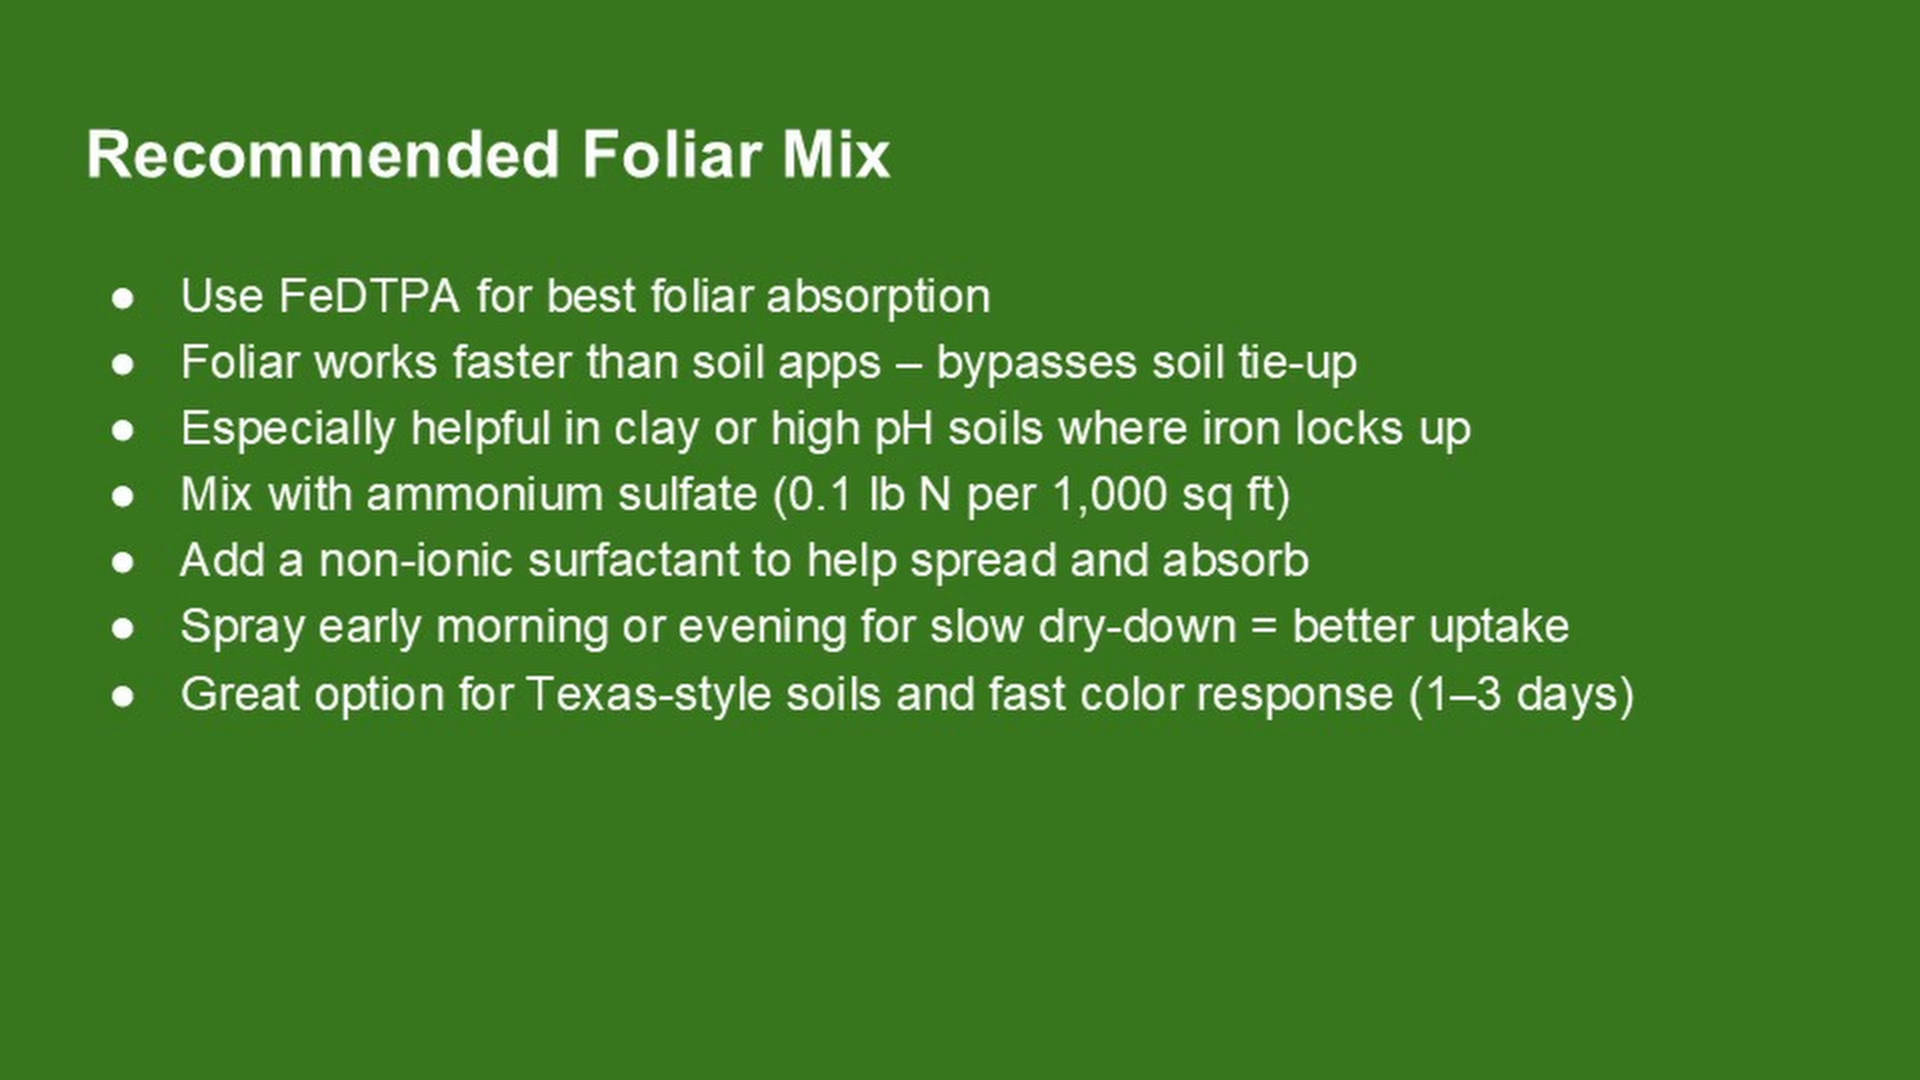 Recommended Foliar Mix
● Use FeDTPA for best foliar absorption
● Foliar works faster than soil apps – bypasses soil tie-up
● Especially helpful in clay or high pH soils where iron locks up
● Mix with ammonium sulfate (0.1 lb N per 1,000 sq ft)
● Add a non-ionic surfactant to help spread and absorb
● Spray early morning or evening for slow dry-down = better uptake
● Great option for Texas-style soils and fast color response (1–3 days)